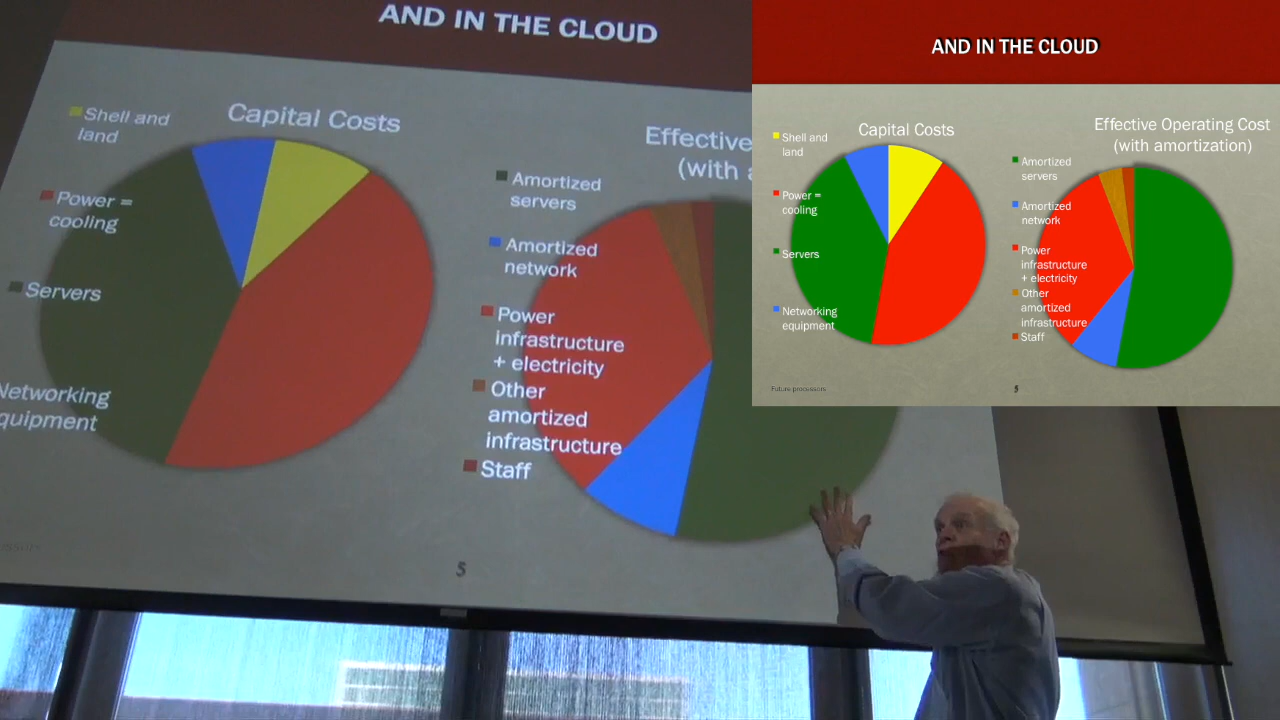 AND IN THE CLOUD
Capital Costs
Shell and
land
Power =
cooling
Servers
Networking
quipment
Effective
(with a
Amortized
servers
Amortized
network
Power
infrastructure
+ electricity
Other
amortized
infrastructure
Staff
5
AND IN THE CLOUD
Capital Costs
Shell and
land
Power =
cooling
Servers
Networking
equipment
Effective Operating Cost
(with amortization)
Amortized
servers
Amortized
network
Power
infrastructure
+ electricity
Other
amortized
infrastructure
Staff
Future processors
5